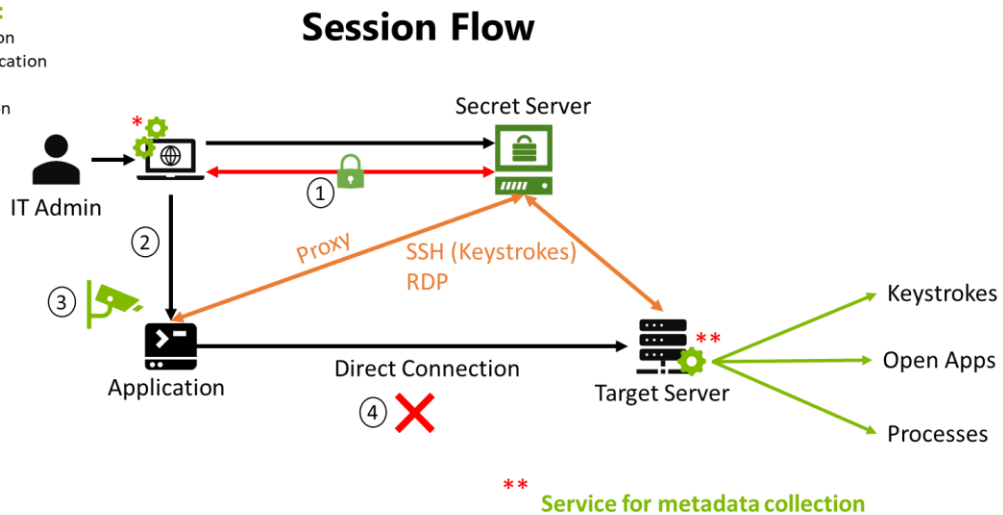 Session Flow
:
on
cation
on
Secret Server
*
IT Admin
1
2
Proxy
SSH (Keystrokes)
RDP
3
Keystrokes
**
Open Apps
Application
Direct Connection
Target Server
4
Processes
**
Service for metadata collection